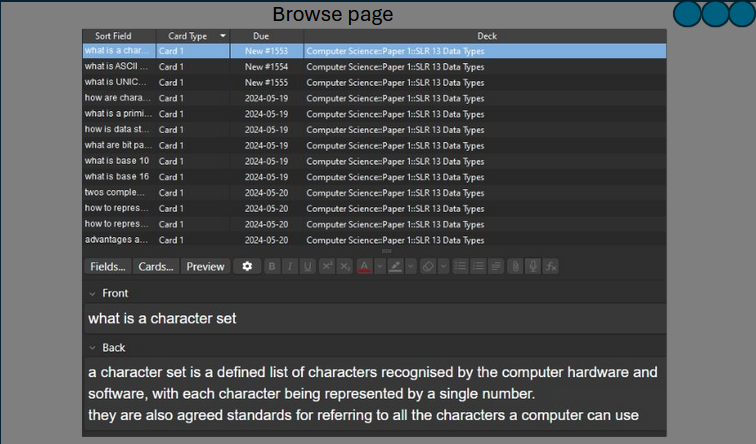 Browse page
Sort Field Card Type Due Deck
what is a char... Card 1 New #1553 Computer Science::Paper 1::SLR 13 Data Types
what is ASCII ... Card 1 New #1554 Computer Science::Paper 1::SLR 13 Data Types
what is UNIC... Card 1 New #1555 Computer Science::Paper 1::SLR 13 Data Types
how are chara... Card 1 2024-05-19 Computer Science::Paper 1::SLR 13 Data Types
what is a primi... Card 1 2024-05-19 Computer Science::Paper 1::SLR 13 Data Types
how is data st... Card 1 2024-05-19 Computer Science::Paper 1::SLR 13 Data Types
what are bit pa... Card 1 2024-05-19 Computer Science::Paper 1::SLR 13 Data Types
what is base 10 Card 1 2024-05-19 Computer Science::Paper 1::SLR 13 Data Types
what is base 16 Card 1 2024-05-19 Computer Science::Paper 1::SLR 13 Data Types
twos comple... Card 1 2024-05-20 Computer Science::Paper 1::SLR 13 Data Types
how to repres... Card 1 2024-05-20 Computer Science::Paper 1::SLR 13 Data Types
how to repres... Card 1 2024-05-20 Computer Science::Paper 1::SLR 13 Data Types
advantages a... Card 1 2024-05-20 Computer Science::Paper 1::SLR 13 Data Types
Fields... Cards... Preview B I U x² x₂ A fx
Front
what is a character set
Back
a character set is a defined list of characters recognised by the computer hardware and
software, with each character being represented by a single number.
they are also agreed standards for referring to all the characters a computer can use